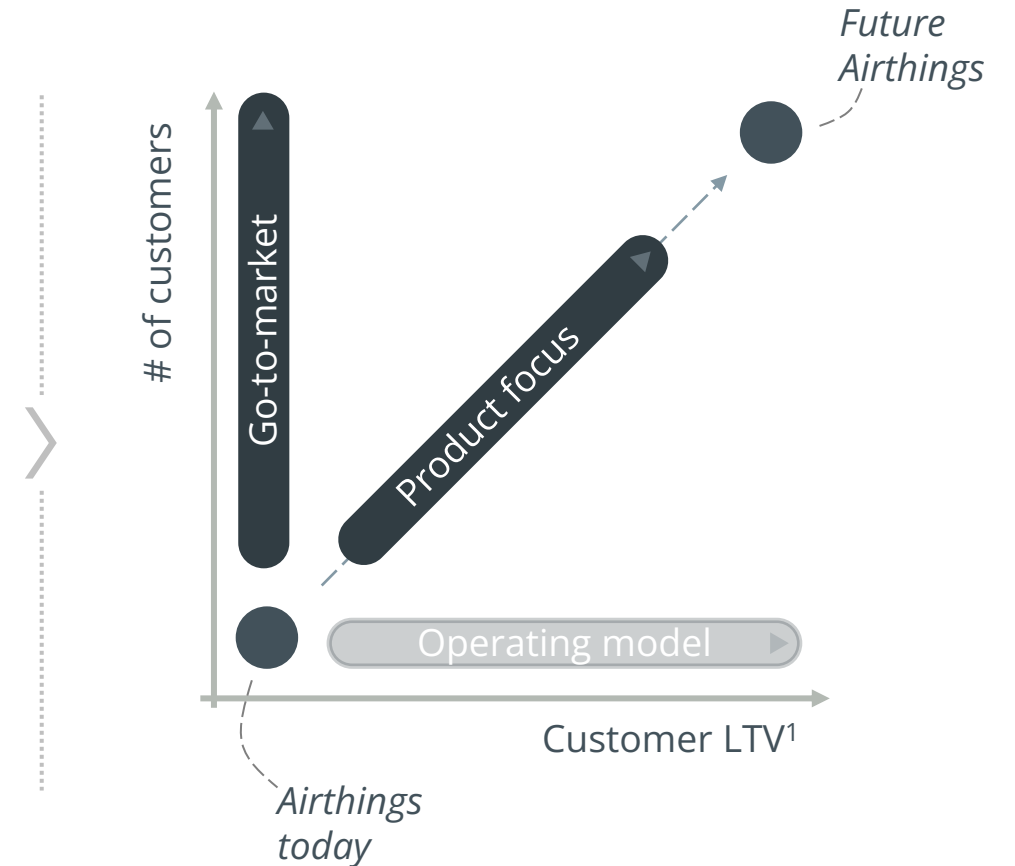 Future
Airthings
# of customers
Go-to-market
Product focus
Operating model
Customer LTV¹
Airthings
today